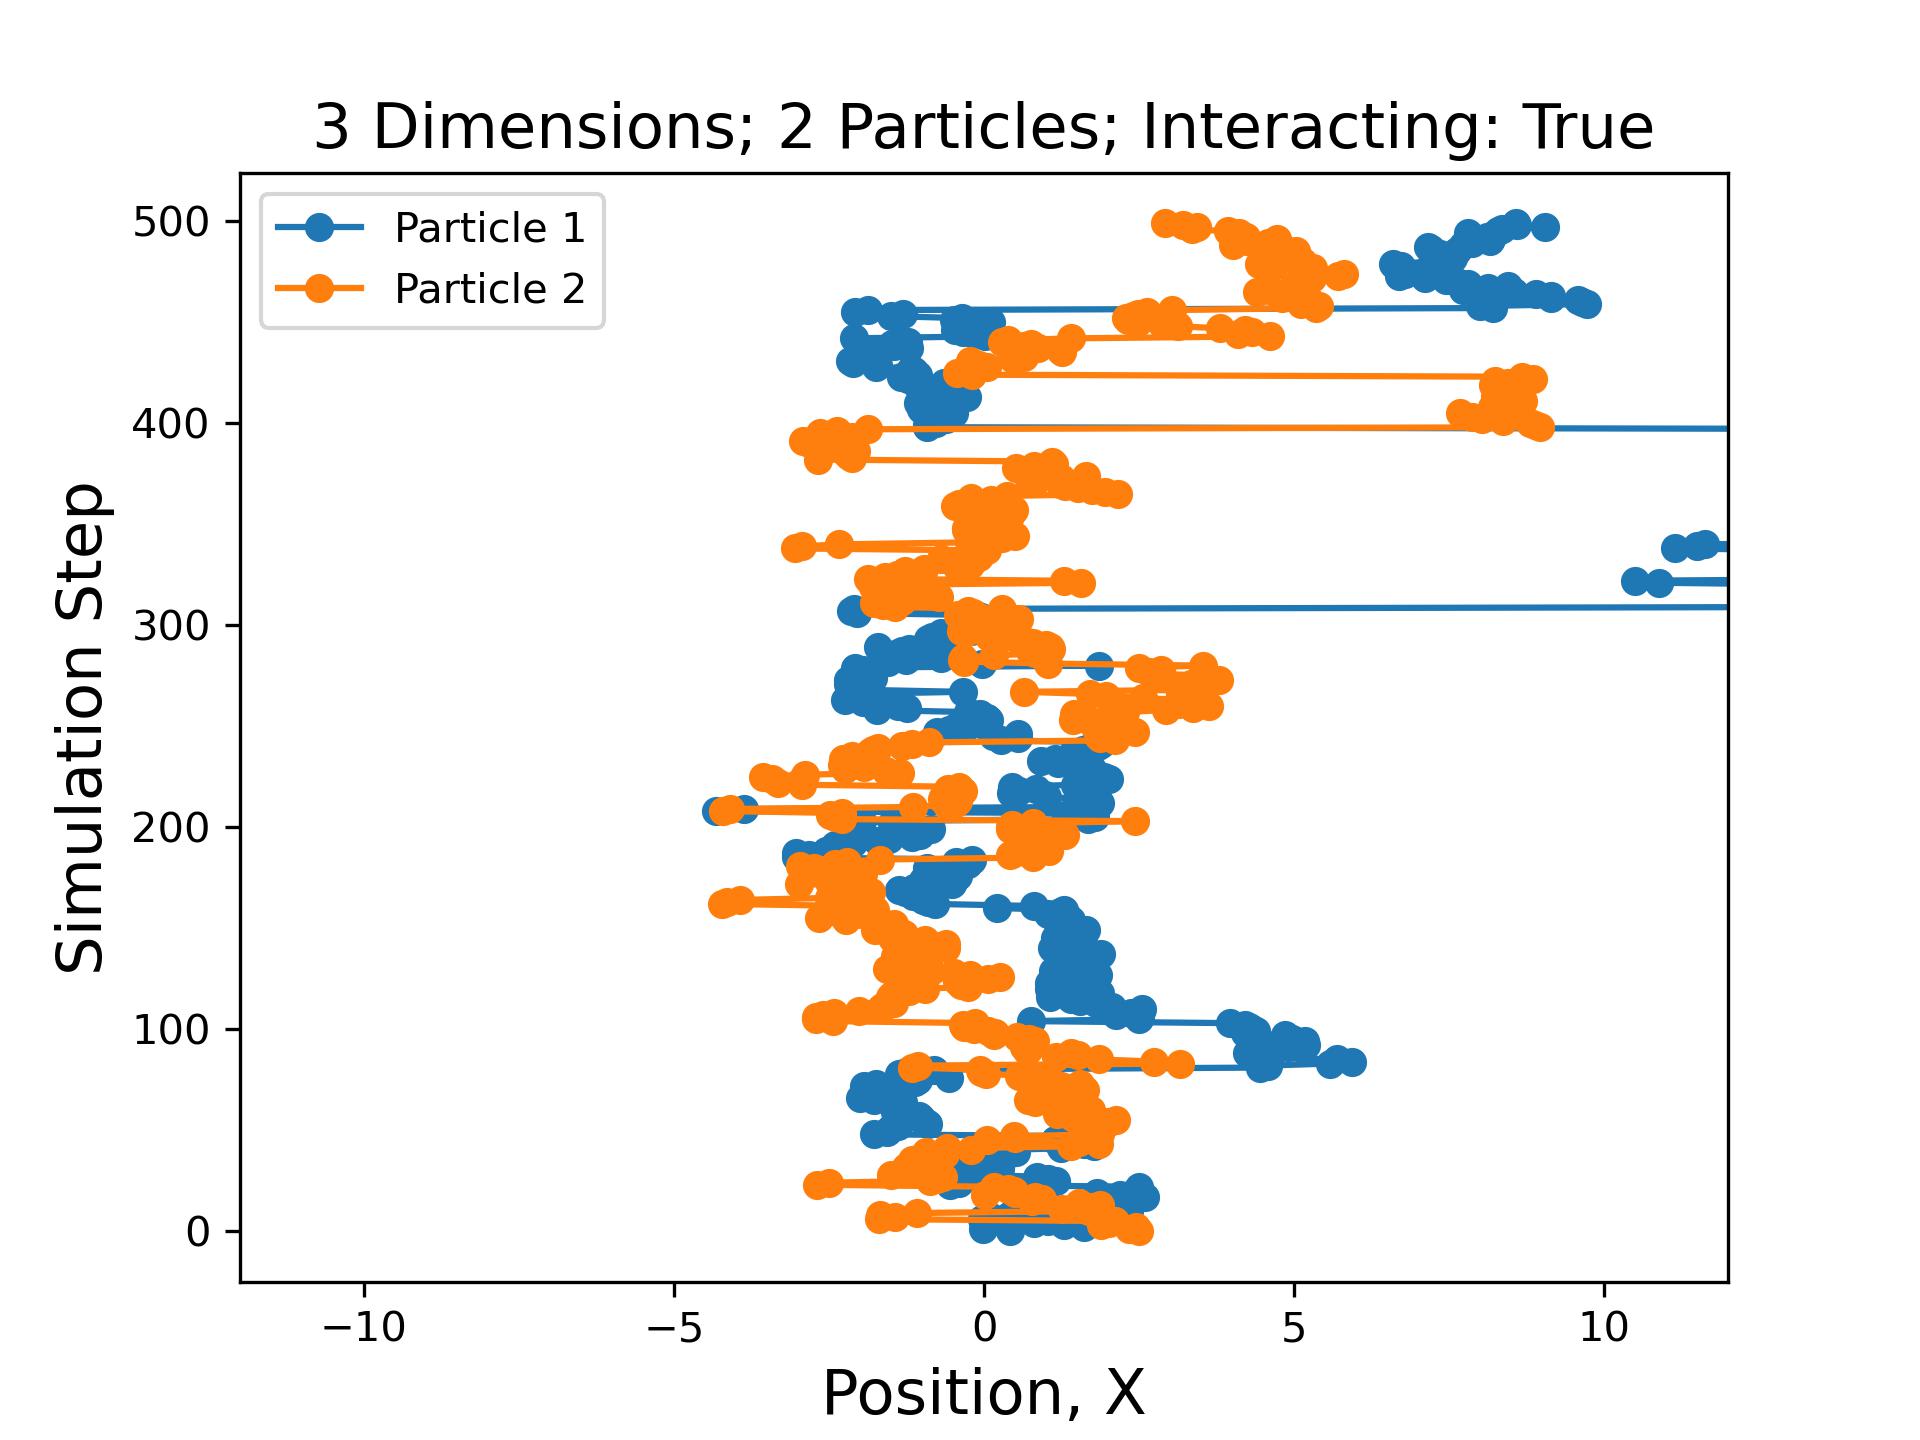 3 Dimensions; 2 Particles; Interacting: True
Particle 1
Particle 2
Simulation Step
500
400
300
200
100
0
−10
−5
0
5
10
Position, X